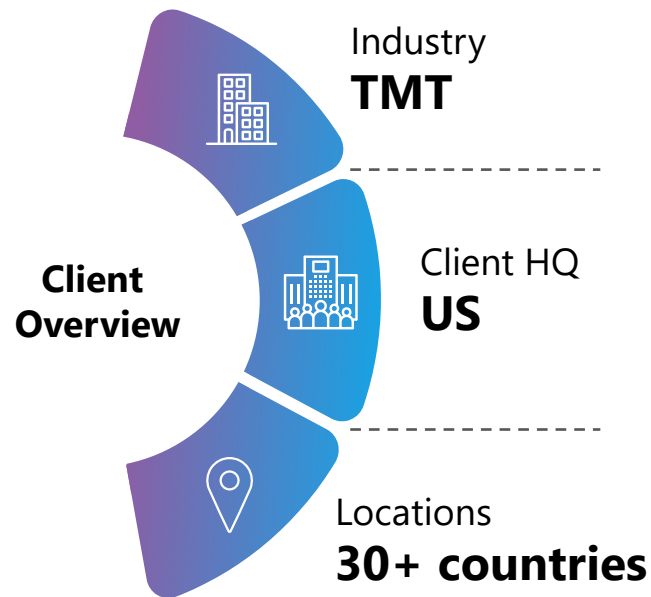 Industry
TMT
Client
Overview
Client HQ
US
Locations
30+ countries